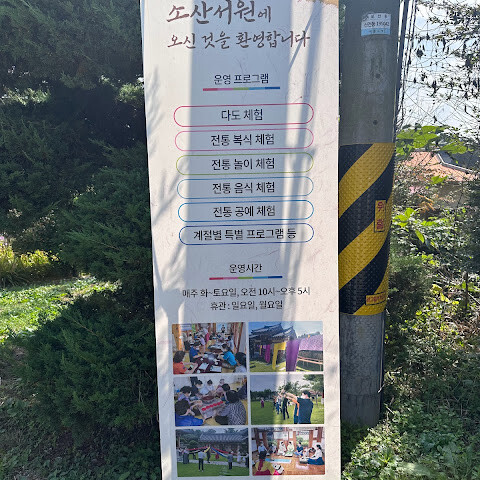 소산서원에
오신 것을 환영합니다
운영 프로그램
다도 체험
전통 복식 체험
전통 놀이 체험
전통 음식 체험
전통 공예 체험
계절별 특별 프로그램 등
운영시간
매주 화~토요일, 오전 10시~오후 5시
휴관 : 일요일, 월요일